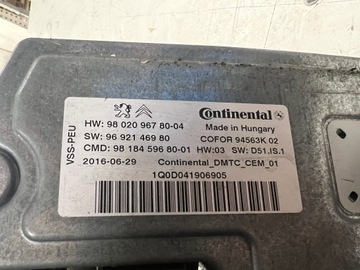 Continental
HW: 98 020 967 80-04 Made in Hungary
SW: 96 921 469 80 COFOR 94563K 02
CMD: 98 184 596 80-01 HW:03 SW: D51.IS.1
2016-06-29 Continental_DMTC_CEM_01
1Q0D041906905
VSS-PEU